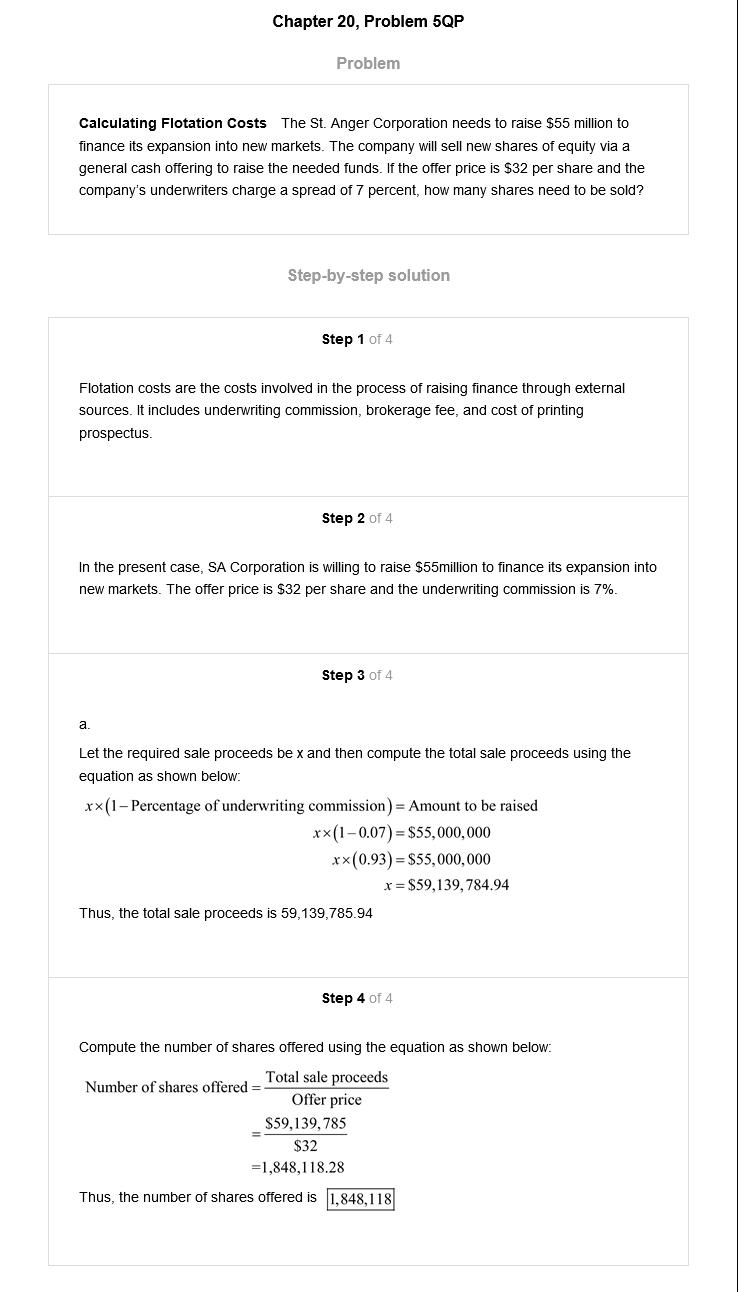 Chapter 20, Problem 5QP
Problem
Calculating Flotation Costs The St. Anger Corporation needs to raise $55 million to
finance its expansion into new markets. The company will sell new shares of equity via a
general cash offering to raise the needed funds. If the offer price is $32 per share and the
company's underwriters charge a spread of 7 percent, how many shares need to be sold?
Step-by-step solution
Step 1 of 4
Flotation costs are the costs involved in the process of raising finance through external
sources. It includes underwriting commission, brokerage fee, and cost of printing
prospectus.
Step 2 of 4
In the present case, SA Corporation is willing to raise $55million to finance its expansion into
new markets. The offer price is $32 per share and the underwriting commission is 7%.
Step 3 of 4
a.
Let the required sale proceeds be x and then compute the total sale proceeds using the
equation as shown below:
x×(1−Percentage of underwriting commission) = Amount to be raised
x×(1−0.07) = $55,000,000
x×(0.93) = $55,000,000
x = $59,139,784.94
Thus, the total sale proceeds is 59,139,785.94
Step 4 of 4
Compute the number of shares offered using the equation as shown below:
Number of shares offered = Total sale proceeds
Offer price
= $59,139,785
$32
=1,848,118.28
Thus, the number of shares offered is 1,848,118